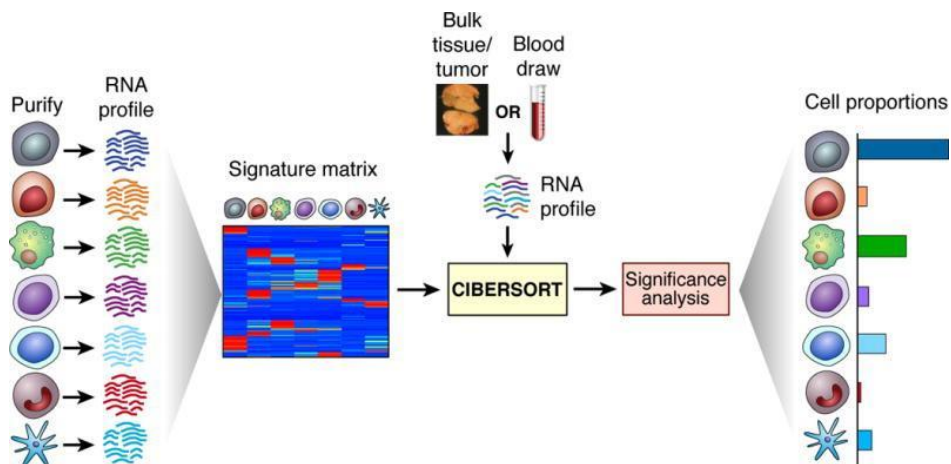 Purify
RNA
profile
Signature matrix
Bulk
tissue/
tumor
OR
Blood
draw
RNA
profile
CIBERSORT
Significance
analysis
Cell proportions